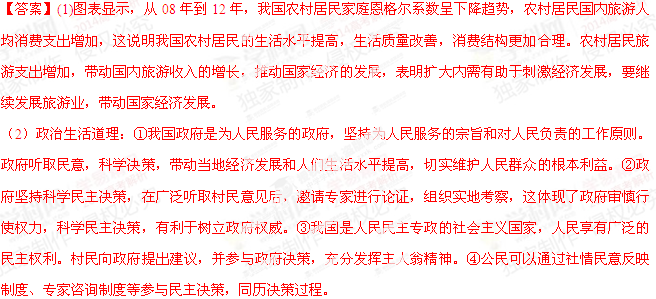 【答案】(1)图表显示，从 08 年到 12 年，我国农村居民家庭恩格尔系数呈下降趋势，农村居民国内旅游人
均消费支出增加，这说明我国农村居民的生活水平提高，生活质量改善，消费结构更加合理。农村居民旅
游支出增加，带动国内旅游收入的增长，推动国家经济的发展，表明扩大内需有助于刺激经济发展，要继
续发展旅游业，带动国家经济发展。
（2）政治生活道理：①我国政府是为人民服务的政府，坚持为人民服务的宗旨和对人民负责的工作原则。
政府听取民意，科学决策，带动当地经济发展和人们生活水平提高，切实维护人民群众的根本利益。②政
府坚持科学民主决策，在广泛听取村民意见后，邀请专家进行论证，组织实地考察，这体现了政府审慎行
使权力，科学民主决策，有利于树立政府权威。③我国是人民民主专政的社会主义国家，人民享有广泛的
民主权利。村民向政府提出建议，并参与政府决策，充分发挥主人翁精神。④公民可以通过社情民意反映
制度、专家咨询制度等参与民主决策，同历决策过程。